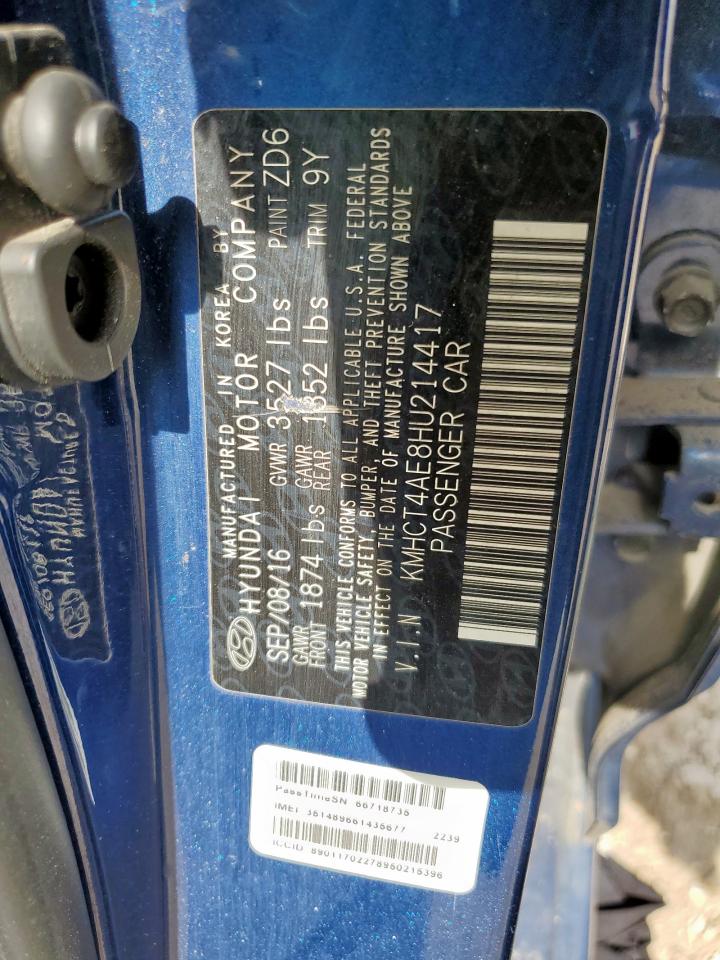 MANUFACTURED IN KOREA BY
HYUNDAI MOTOR COMPANY
SEP/08/16 GVWR 3527 lbs PAINT ZD6
GAWR FRONT 1874 lbs GAWR REAR 1852 lbs TRIM 9Y
THIS VEHICLE CONFORMS TO ALL APPLICABLE U.S.A. FEDERAL
MOTOR VEHICLE SAFETY, BUMPER, AND THEFT PREVENTION STANDARDS
IN EFFECT ON THE DATE OF MANUFACTURE SHOWN ABOVE
V.I.N KMHCT4AE8HU214417
PASSENGER CAR
PassTimeSN 66718735
IMEI 351489661435677 2239
ICCID 89011702278950215396